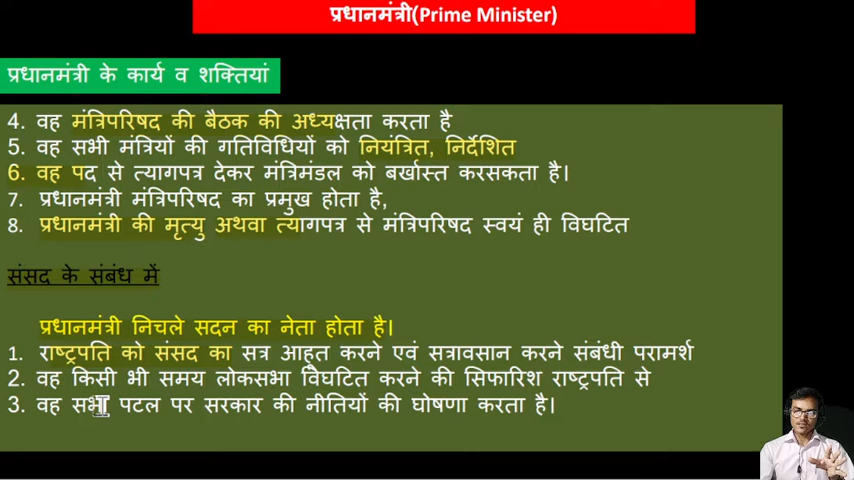 प्रधानमंत्री(Prime Minister)
प्रधानमंत्री के कार्य व शक्तियां
4. वह मंत्रिपरिषद की बैठक की अध्यक्षता करता है
5. वह सभी मंत्रियों की गतिविधियों को नियंत्रित, निर्देशित
6. वह पद से त्यागपत्र देकर मंत्रिमंडल को बर्खास्त करसकता है।
7. प्रधानमंत्री मंत्रिपरिषद का प्रमुख होता है,
8. प्रधानमंत्री की मृत्यु अथवा त्यागपत्र से मंत्रिपरिषद स्वयं ही विघटित
संसद के संबंध में
प्रधानमंत्री निचले सदन का नेता होता है।
1. राष्ट्रपति को संसद का सत्र आहूत करने एवं सत्रावसान करने संबंधी परामर्श
2. वह किसी भी समय लोकसभा विघटित करने की सिफारिश राष्ट्रपति से
3. वह सभा पटल पर सरकार की नीतियों की घोषणा करता है।